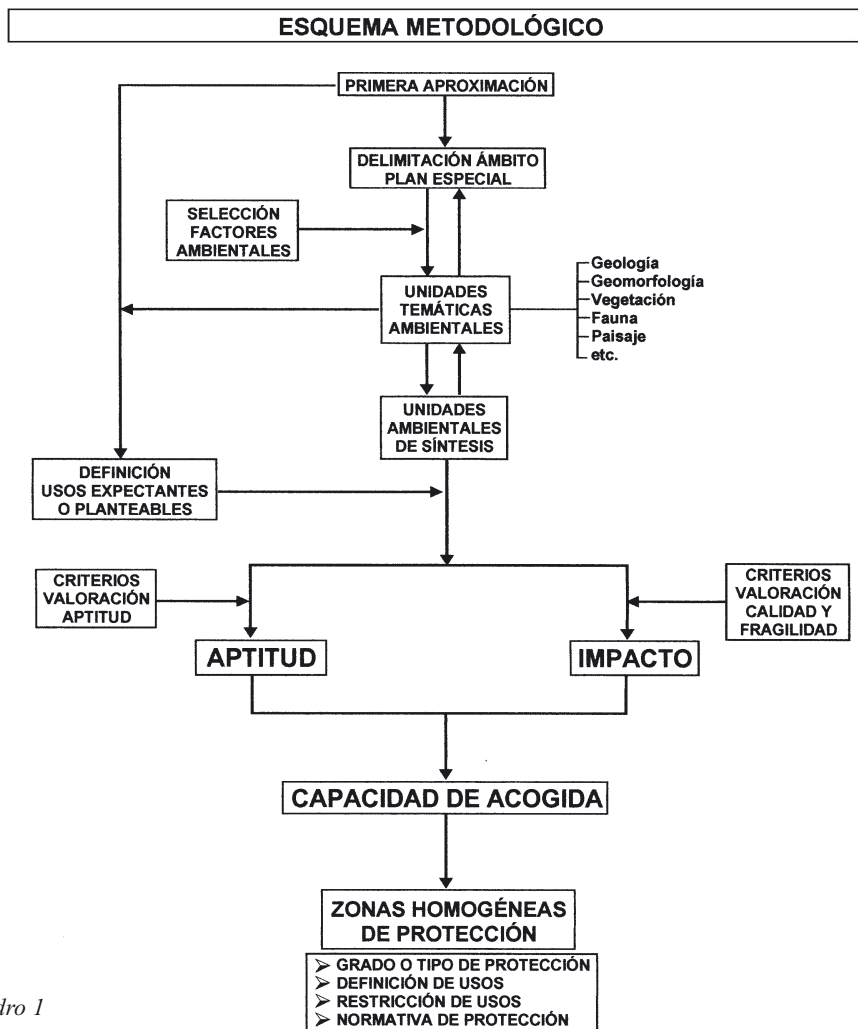 ESQUEMA METODOLÓGICO
PRIMERA APROXIMACIÓN
DELIMITACIÓN ÁMBITO
PLAN ESPECIAL
SELECCIÓN
FACTORES
AMBIENTALES
UNIDADES
TEMÁTICAS
AMBIENTALES
Geología
Geomorfología
Vegetación
Fauna
Paisaje
etc.
UNIDADES
AMBIENTALES
DE SÍNTESIS
DEFINICIÓN
USOS EXPECTANTES
O PLANTEABLES
CRITERIOS
VALORACIÓN
APTITUD
CRITERIOS
VALORACIÓN
CALIDAD Y
FRAGILIDAD
APTITUD
IMPACTO
CAPACIDAD DE ACOGIDA
ZONAS HOMOGÉNEAS
DE PROTECCIÓN
➢ GRADO O TIPO DE PROTECCIÓN
➢ DEFINICIÓN DE USOS
➢ RESTRICCIÓN DE USOS
➢ NORMATIVA DE PROTECCIÓN
dro 1